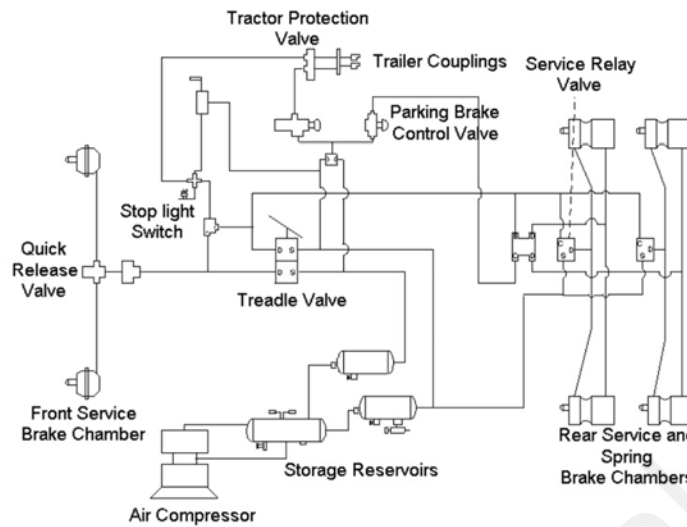 Tractor Protection
Valve
Trailer Couplings
Service Relay
Valve
Parking Brake
Control Valve
Stop light
Switch
Quick
Release
Valve
Treadle Valve
C
S
C
S
Front Service
Brake Chamber
Storage Reservoirs
Rear Service and
Spring
Brake Chambers
Air Compressor